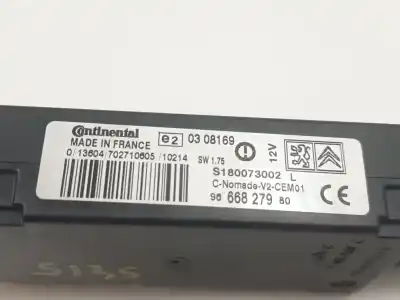 Continental
MADE IN FRANCE
e2 03 08169
0/13604/702710605/10214 SW 1.75
12V
S180073002 L
C-Nomade-V2-CEM01
96 668 279 80
CE